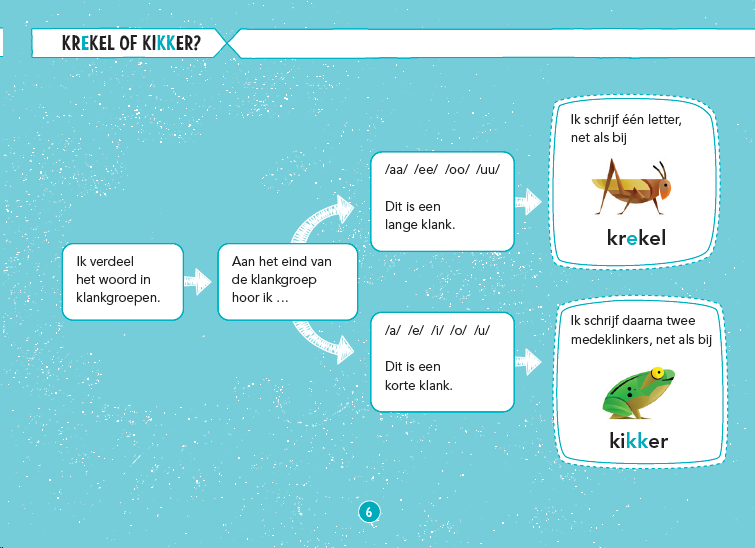 KREKEL OF KIKKER?
Ik verdeel
het woord in
klankgroepen.
Aan het eind van
de klankgroep
hoor ik ...
/aa/ /ee/ /oo/ /uu/
Dit is een
lange klank.
Ik schrijf één letter,
net als bij
krekel
/a/ /e/ /i/ /o/ /u/
Dit is een
korte klank.
Ik schrijf daarna twee
medeklinkers, net als bij
kikker
6